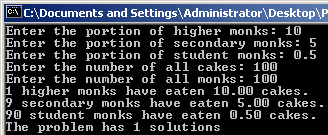 C:\Documents and Settings\Administrator\Desktop\P
Enter the portion of higher monks: 10
Enter the portion of secondary monks: 5
Enter the portion of student monks: 0.5
Enter the number of all cakes: 100
Enter the number of all monks: 100
1 higher monks have eaten 10.00 cakes.
9 secondary monks have eaten 5.00 cakes.
90 student monks have eaten 0.50 cakes.
The problem has 1 solutions